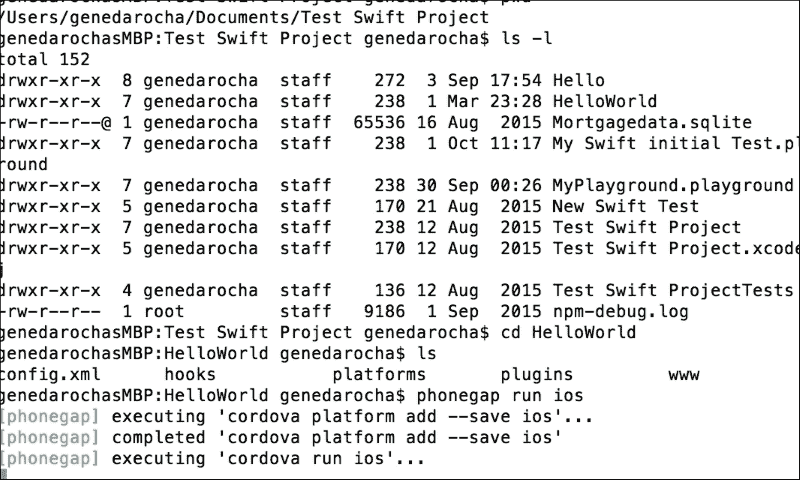 /Users/genedarocha/Documents/Test Swift Project
genedarochasMBP:Test Swift Project genedarocha$ ls -l
total 152
drwxr-xr-x  8 genedarocha  staff    272  3 Sep 17:54 Hello
drwxr-xr-x  7 genedarocha  staff    238  1 Mar 23:28 HelloWorld
-rw-r--r--@ 1 genedarocha  staff  65536 16 Aug  2015 Mortgagedata.sqlite
drwxr-xr-x  7 genedarocha  staff    238  1 Oct 11:17 My Swift initial Test.pl
round
drwxr-xr-x  7 genedarocha  staff    238 30 Sep 00:26 MyPlayground.playground
drwxr-xr-x  5 genedarocha  staff    170 21 Aug  2015 New Swift Test
drwxr-xr-x  7 genedarocha  staff    238 12 Aug  2015 Test Swift Project
drwxr-xr-x  5 genedarocha  staff    170 12 Aug  2015 Test Swift Project.xcode
j
drwxr-xr-x  4 genedarocha  staff    136 12 Aug  2015 Test Swift ProjectTests
-rw-r--r--  1 root         staff   9186  1 Sep  2015 npm-debug.log
genedarochasMBP:Test Swift Project genedarocha$ cd HelloWorld
genedarochasMBP:HelloWorld genedarocha$ ls
config.xml      hooks           platforms       plugins         www
genedarochasMBP:HelloWorld genedarocha$ phonegap run ios
[phonegap] executing 'cordova platform add --save ios'...
[phonegap] completed 'cordova platform add --save ios'
[phonegap] executing 'cordova run ios'...